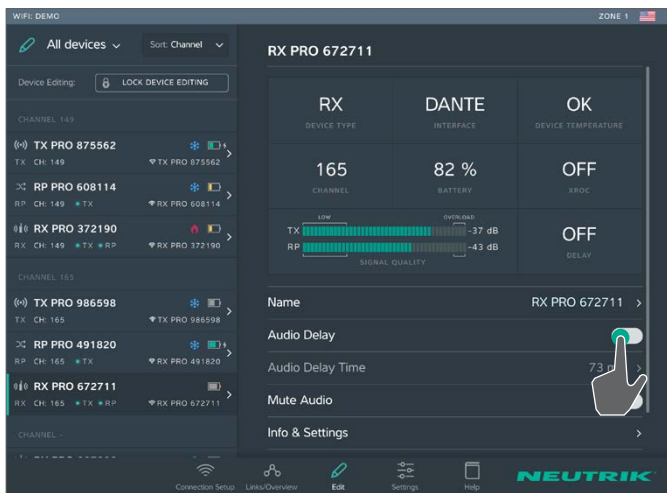 WIFI: DEMO
ZONE 1
All devices
Sort: Channel
Device Editing:
LOCK DEVICE EDITING
CHANNEL 149
TX PRO 875562
TX CH: 149
TX PRO 875562
RP PRO 608114
RP CH: 149 TX
RX PRO 608114
RX PRO 372190
RX CH: 149 TX RP
RX PRO 372190
CHANNEL 165
TX PRO 986598
TX CH: 165
TX PRO 986598
RP PRO 491820
RP CH: 165 TX
RX PRO 491820
RX PRO 672711
RX CH: 165 TX RP
RX PRO 672711
CHANNEL -
RX PRO 672711
RX
DEVICE TYPE
DANTE
INTERFACE
OK
DEVICE TEMPERATURE
165
CHANNEL
82 %
BATTERY
OFF
XROC
LOW
OVERLOAD
TX
-37 dB
RP
-43 dB
SIGNAL QUALITY
OFF
DELAY
Name
RX PRO 672711
Audio Delay
Audio Delay Time
73
Mute Audio
Info & Settings
Connection Setup
Links/Overview
Edit
Settings
Help
NEUTRIK